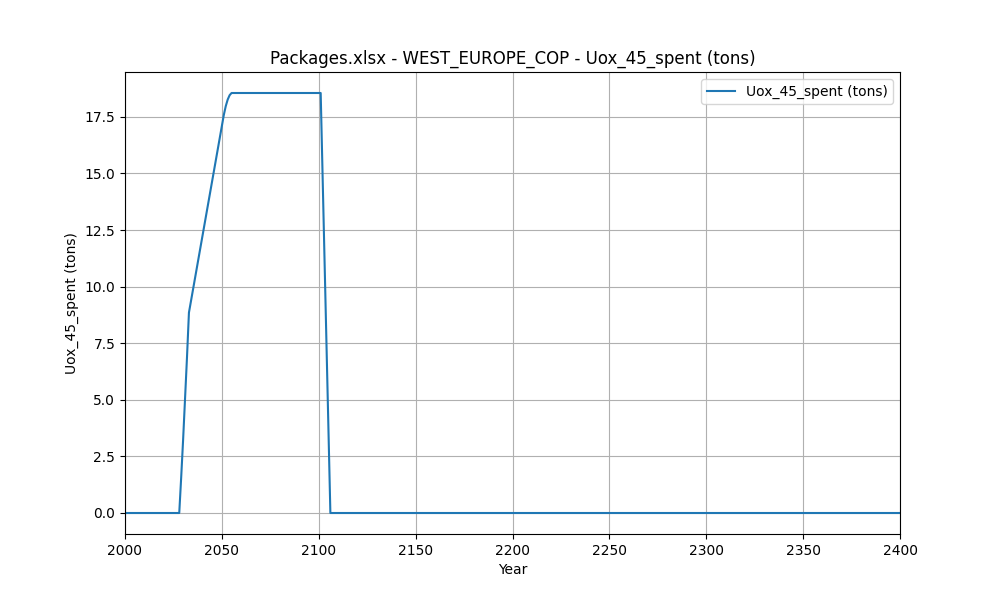 Packages.xlsx - WEST_EUROPE_COP - Uox_45_spent (tons)
Uox_45_spent (tons)
17.5
15.0
12.5
10.0
7.5
5.0
2.5
0.0
Uox_45_spent (tons)
2000 2050 2100 2150 2200 2250 2300 2350 2400
Year